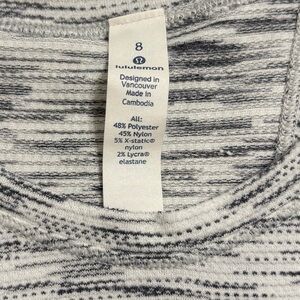 8
lululemon
Designed in
Vancouver
Made in
Cambodia
All:
48% Polyester
45% Nylon
5% X-static®
nylon
2% Lycra®
elastane